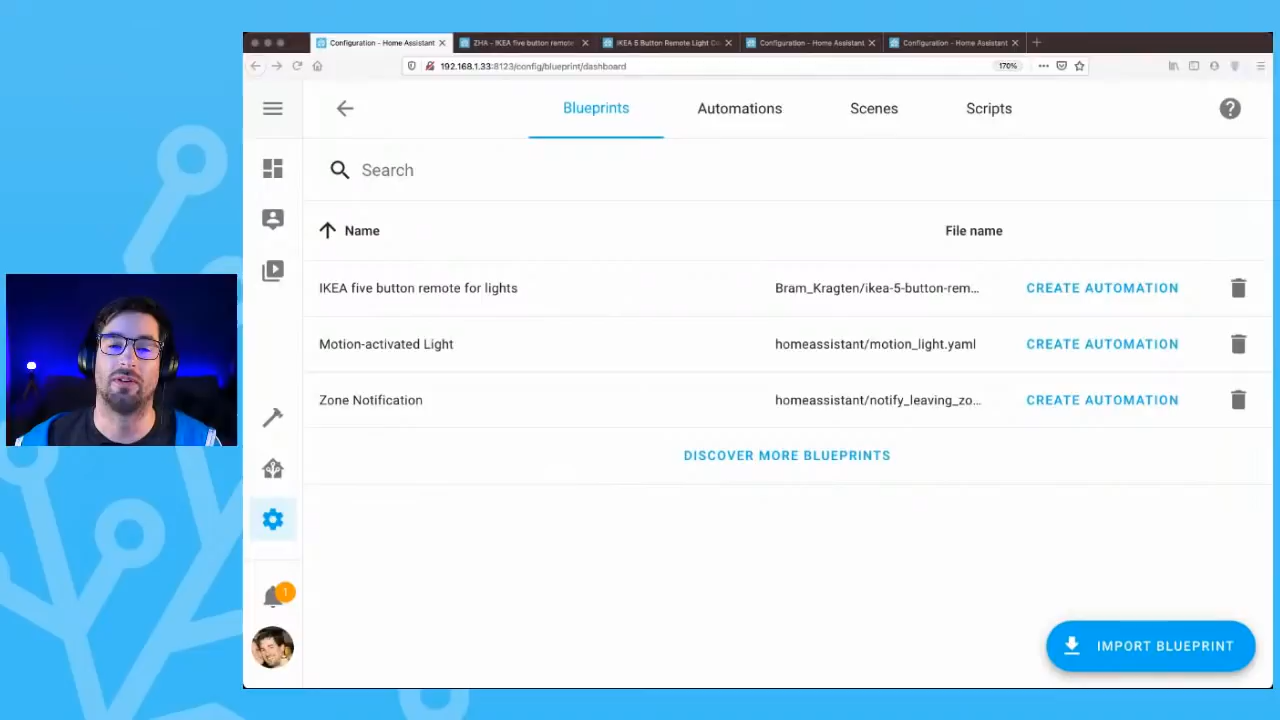 Configuration - Home Assistant
ZHA - IKEA five button remote
IKEA 5 Button Remote Light C
Configuration - Home Assistant
Configuration - Home Assistant
192.168.1.33:8123/config/blueprint/dashboard
170%
Blueprints
Automations
Scenes
Scripts
Search
Name
File name
IKEA five button remote for lights
Bram_Kragten/ikea-5-button-rem...
CREATE AUTOMATION
Motion-activated Light
homeassistant/motion_light.yaml
CREATE AUTOMATION
Zone Notification
homeassistant/notify_leaving_zo...
CREATE AUTOMATION
DISCOVER MORE BLUEPRINTS
1
IMPORT BLUEPRINT